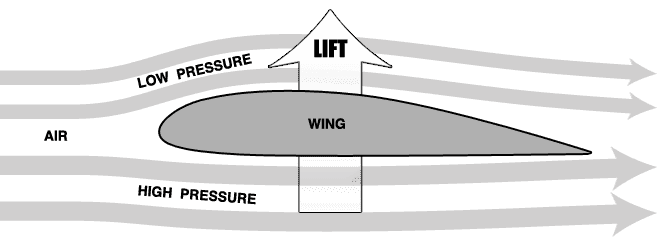 LIFT
LOW PRESSURE
WING
AIR
HIGH PRESSURE